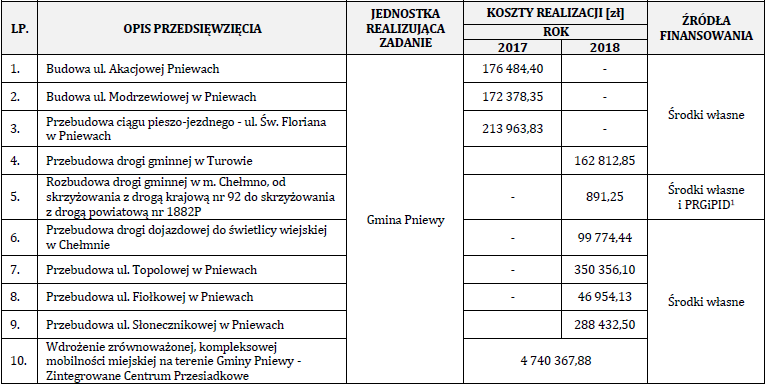 LP.
OPIS PRZEDSIĘWZIĘCIA
JEDNOSTKA
REALIZUJĄCA
ZADANIE
KOSZTY REALIZACJI [zł]
ROK
2017 2018
ŹRÓDŁA
FINANSOWANIA
1. Budowa ul. Akacjowej Pniewach 176 484,40 -
2. Budowa ul. Modrzewiowej w Pniewach 172 378,35 -
3. Przebudowa ciągu pieszo-jezdnego - ul. Św. Floriana
w Pniewach 213 963,83 -
Środki własne
4. Przebudowa drogi gminnej w Turowie 162 812,85
5. Rozbudowa drogi gminnej w m. Chełmno, od
skrzyżowania z drogą krajową nr 92 do skrzyżowania
z drogą powiatową nr 1882P - 891,25
Środki własne
i PRGiPID¹
Gmina Pniewy
6. Przebudowa drogi dojazdowej do świetlicy wiejskiej
w Chełmnie - 99 774,44
7. Przebudowa ul. Topolowej w Pniewach - 350 356,10
8. Przebudowa ul. Fiołkowej w Pniewach - 46 954,13
Środki własne
9. Przebudowa ul. Słonecznikowej w Pniewach 288 432,50
10. Wdrożenie zrównoważonej, kompleksowej
mobilności miejskiej na terenie Gminy Pniewy -
Zintegrowane Centrum Przesiadkowe 4 740 367,88